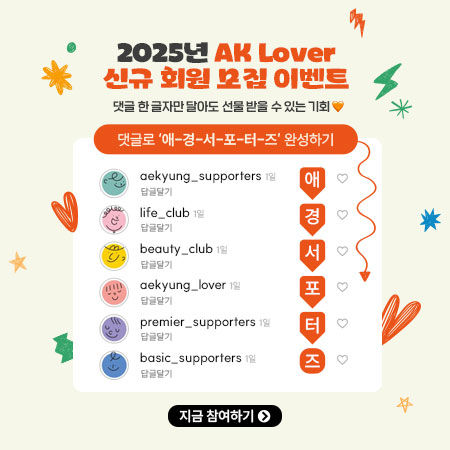 2025년 AK Lover
신규 회원 모집 이벤트
댓글 한 글자만 달아도 선물 받을 수 있는 기회
댓글로 '애-경-서-포-터-즈' 완성하기
aekyung_supporters 1일 애
답글달기
life_club 1일 경
답글달기
beauty_club 1일 서
답글달기
aekyung_lover 1일 포
답글달기
premier_supporters 1일 터
답글달기
basic_supporters 1일 즈
답글달기
지금 참여하기